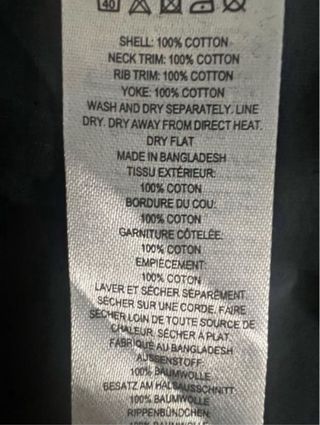 40
SHELL: 100% COTTON
NECK TRIM: 100% COTTON
RIB TRIM: 100% COTTON
YOKE: 100% COTTON
WASH AND DRY SEPARATELY. LINE
DRY. DRY AWAY FROM DIRECT HEAT.
DRY FLAT
MADE IN BANGLADESH
TISSU EXTÉRIEUR:
100% COTON
BORDURE DU COU:
100% COTON
GARNITURE CÔTELÉE:
100% COTON
EMPIÈCEMENT:
100% COTON
LAVER ET SÉCHER SÉPARÉMENT.
SÉCHER SUR UNE CORDE. FAIRE
SÉCHER LOIN DE TOUTE SOURCE DE
CHALEUR. SÉCHER À PLAT
FABRIQUÉ AU BANGLADESH
AUSSENSTOFF:
100% BAUMWOLLE
BESATZ AM HALSAUSSCHNITT:
100% BAUMWOLLE
RIPPENBÜNDCHEN:
100% BAUMWOLLE